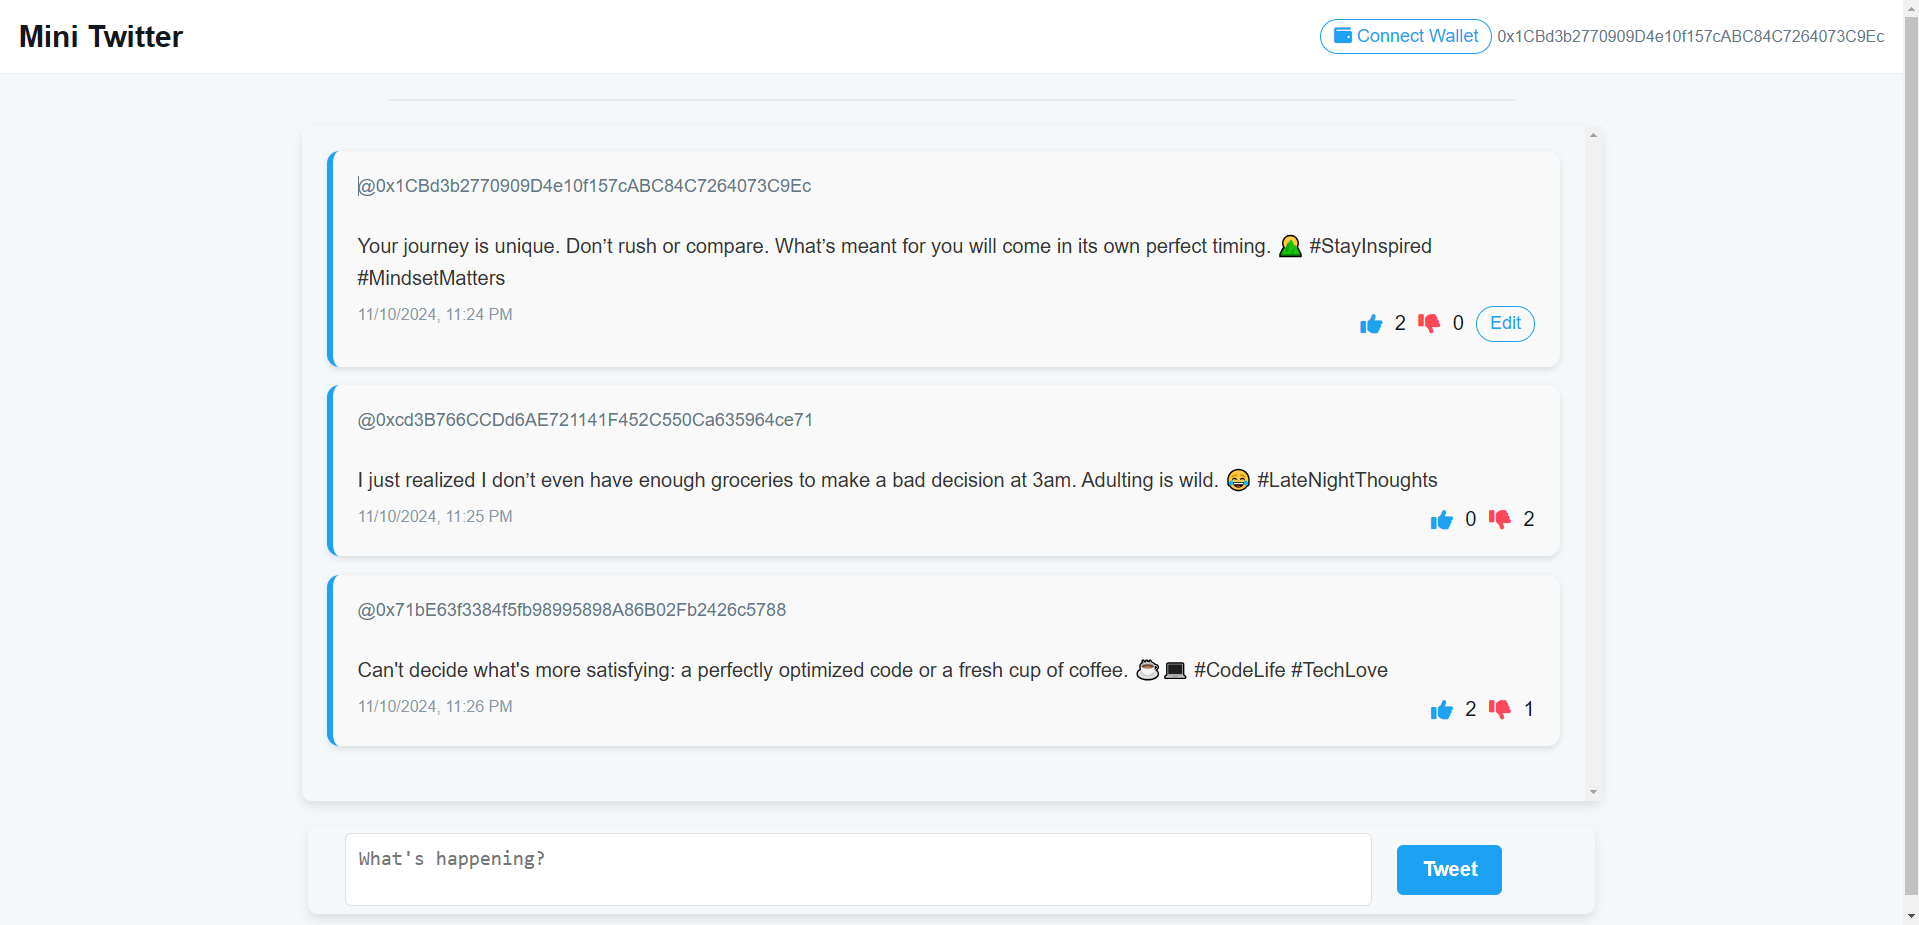 Mini Twitter
Connect Wallet 0x1CBd3b2770909D4e10f157cABC84C7264073C9Ec
@0x1CBd3b2770909D4e10f157cABC84C7264073C9Ec
Your journey is unique. Don’t rush or compare. What’s meant for you will come in its own perfect timing. #StayInspired
#MindsetMatters
11/10/2024, 11:24 PM
2 0 Edit
@0xcd3B766CCDd6AE721141F452C550Ca635964ce71
I just realized I don’t even have enough groceries to make a bad decision at 3am. Adulting is wild. 😂 #LateNightThoughts
11/10/2024, 11:25 PM
0 2
@0x71bE63f3384f5fb98995898A86B02Fb2426c5788
Can't decide what's more satisfying: a perfectly optimized code or a fresh cup of coffee. ☕💻 #CodeLife #TechLove
11/10/2024, 11:26 PM
2 1
What's happening?
Tweet